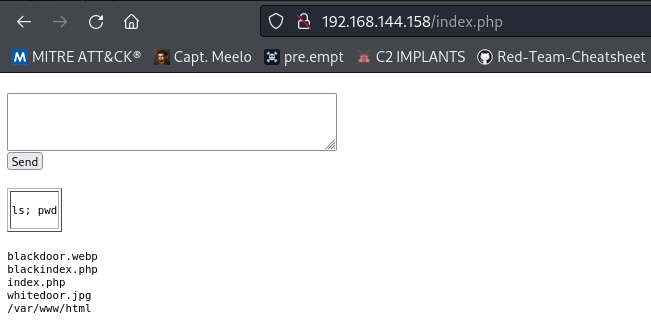 192.168.144.158/index.php
MITRE ATT&CK® Capt. Meelo pre.empt C2 IMPLANTS Red-Team-Cheatsheet
Send
ls; pwd
blackdoor.webp
blackindex.php
index.php
whitedoor.jpg
/var/www/html